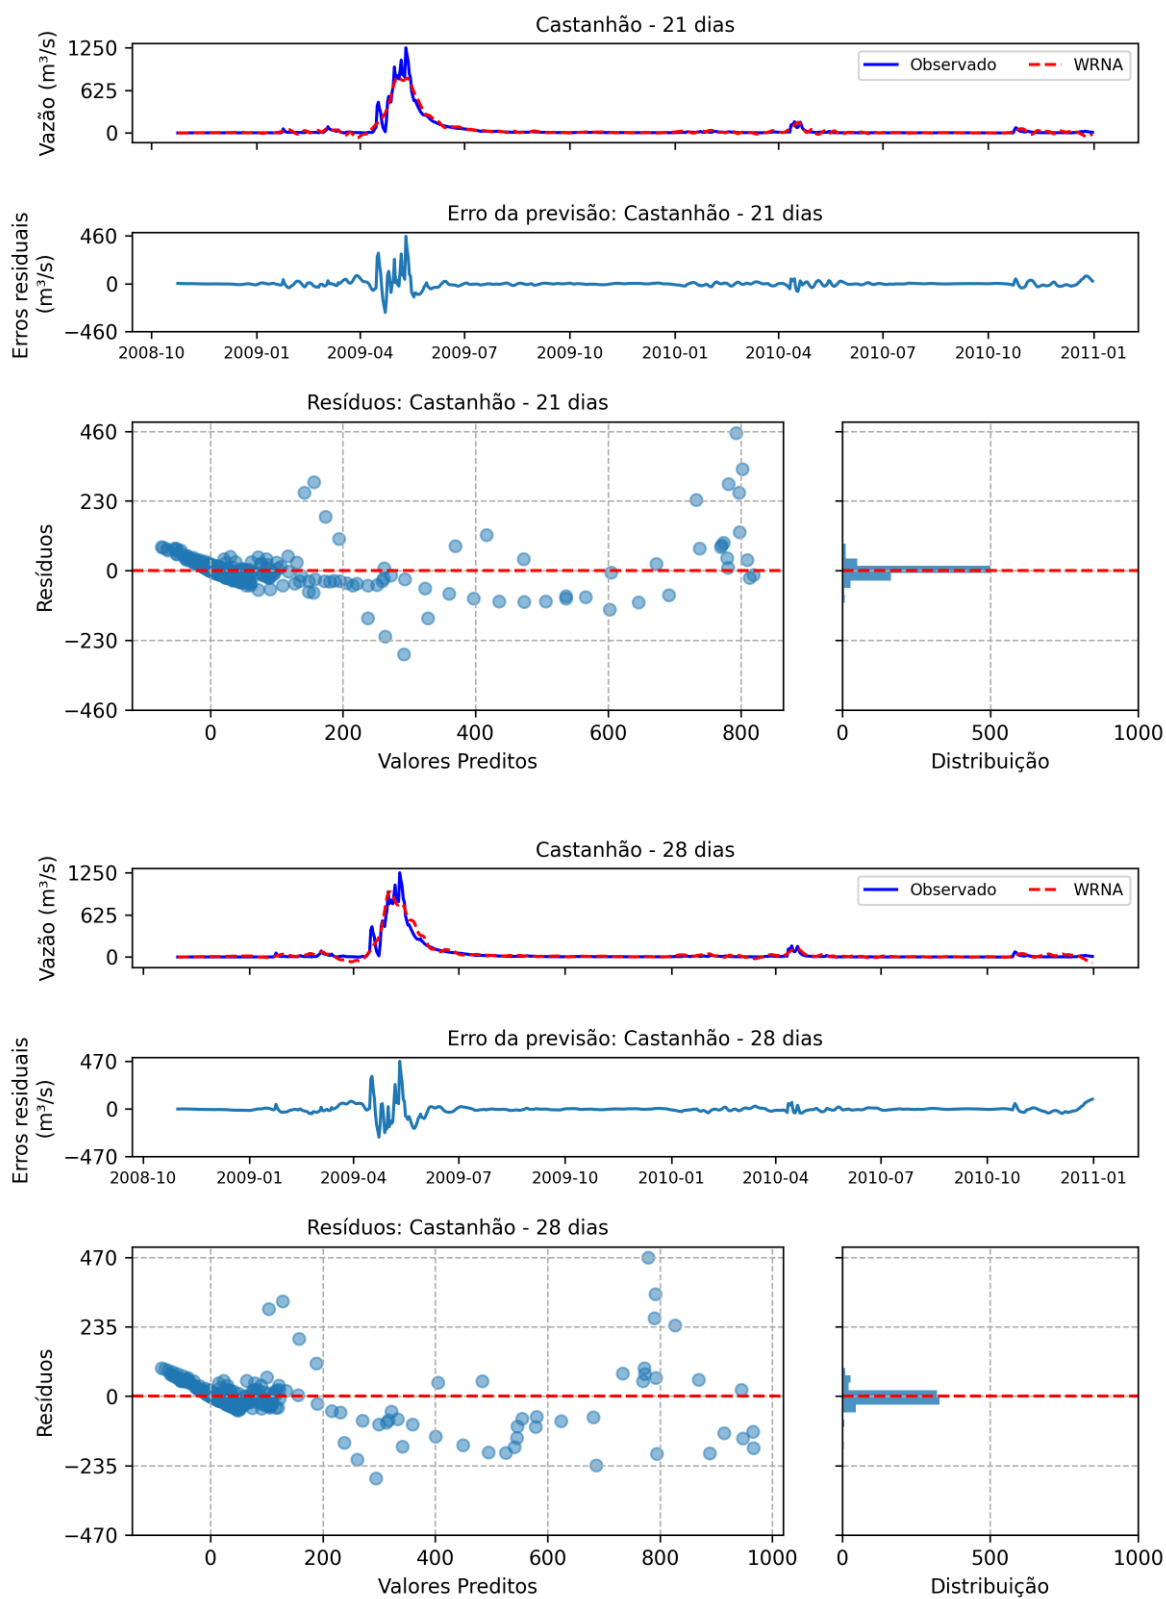 Castanhão - 21 dias
Vazão (m³/s)
1250
625
0
Observado
WRNA
Erro da previsão: Castanhão - 21 dias
Erros residuais
(m³/s)
460
0
−460
2008-10 2009-01 2009-04 2009-07 2009-10 2010-01 2010-04 2010-07 2010-10 2011-01
Resíduos: Castanhão - 21 dias
Resíduos
460
230
0
−230
−460
0 200 400 600 800
Valores Preditos
0 500 1000
Distribuição
Castanhão - 28 dias
Vazão (m³/s)
1250
625
0
Observado
WRNA
Erro da previsão: Castanhão - 28 dias
Erros residuais
(m³/s)
470
0
−470
2008-10 2009-01 2009-04 2009-07 2009-10 2010-01 2010-04 2010-07 2010-10 2011-01
Resíduos: Castanhão - 28 dias
Resíduos
470
235
0
−235
−470
0 200 400 600 800 1000
Valores Preditos
0 500 1000
Distribuição